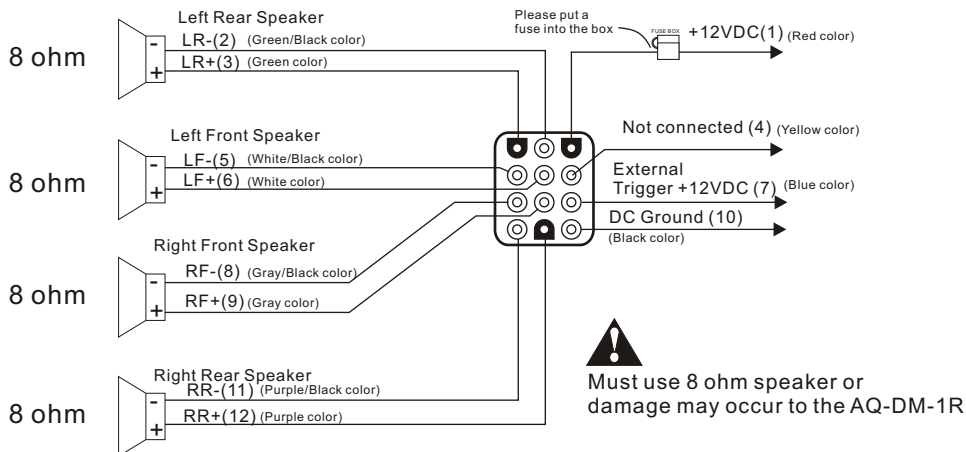 Left Rear Speaker
8 ohm
-
LR-(2) (Green/Black color)
+
LR+(3) (Green color)
Please put a
fuse into the box
FUSE BOX
+12VDC(1) (Red color)
Left Front Speaker
8 ohm
-
LF-(5) (White/Black color)
+
LF+(6) (White color)
Not connected (4) (Yellow color)
External
Trigger +12VDC (7) (Blue color)
DC Ground (10)
(Black color)
Right Front Speaker
8 ohm
-
RF-(8) (Gray/Black color)
+
RF+(9) (Gray color)
Right Rear Speaker
8 ohm
-
RR-(11) (Purple/Black color)
+
RR+(12) (Purple color)
!
Must use 8 ohm speaker or
damage may occur to the AQ-DM-1R